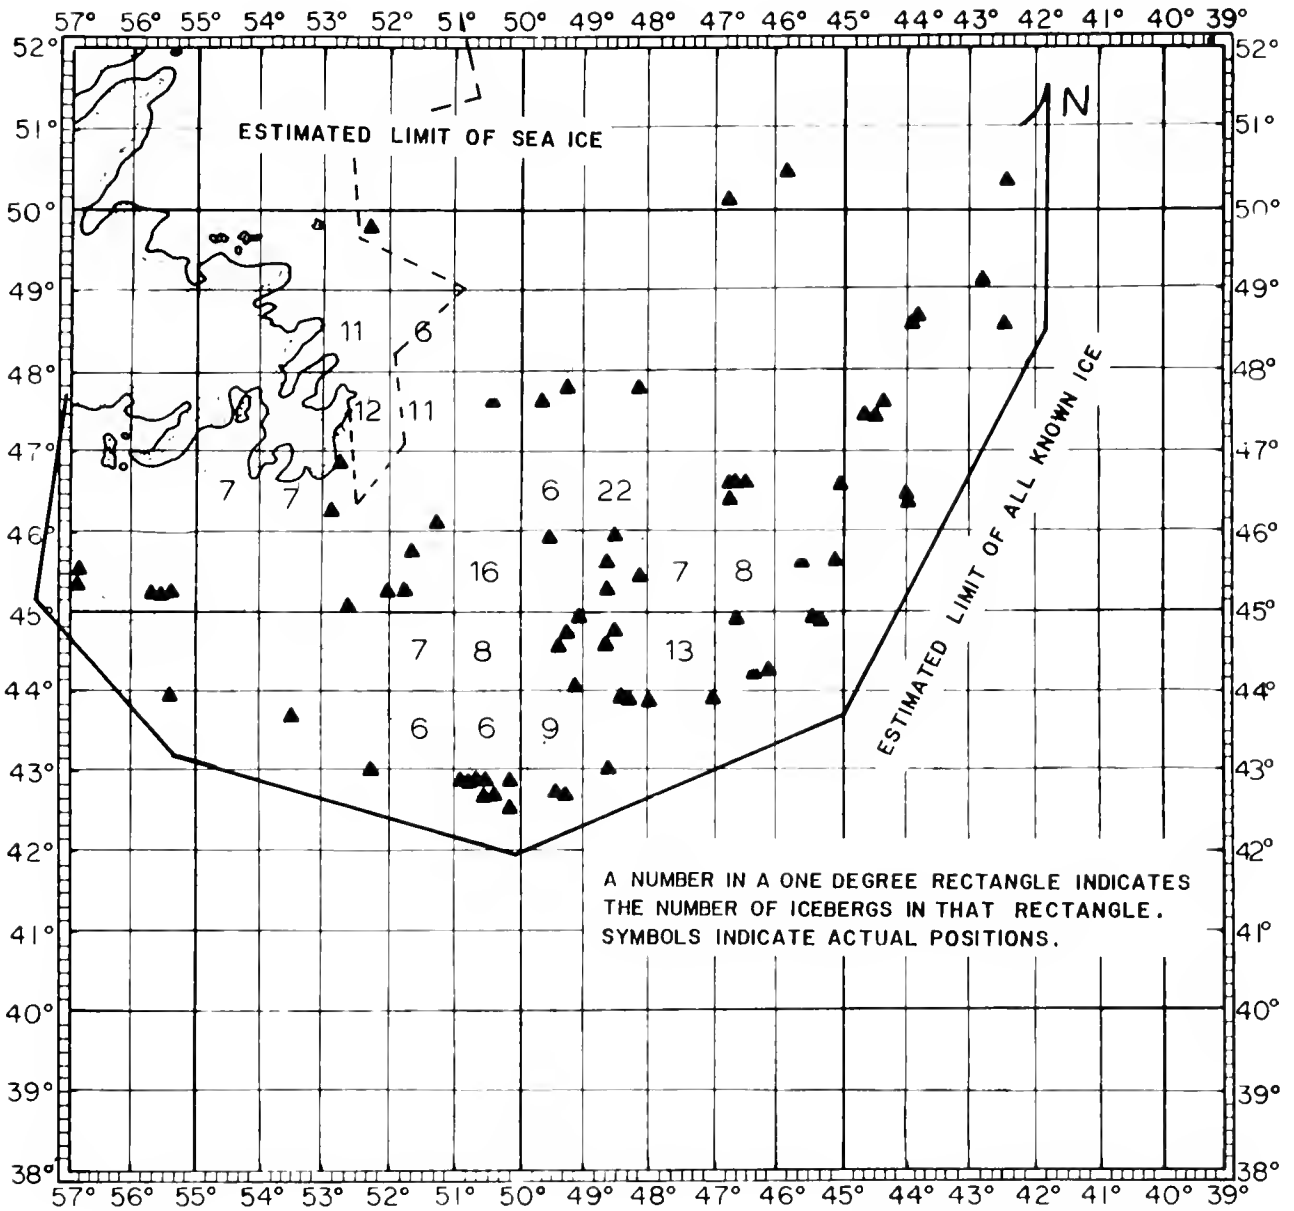 57° 56° 55° 54° 53° 52° 51° 50° 49° 48° 47° 46° 45° 44° 43° 42° 41° 40° 39°
52° 52°
N
51° 51°
ESTIMATED LIMIT OF SEA ICE
50° 50°
49° 49°
11 6
48° 48°
12 11
47° 47°
7 7 6 22
46° 46°
16 7 8
45° 45°
7 8 13
44° 44°
6 6 9
ESTIMATED LIMIT OF ALL KNOWN ICE
43° 43°
42° 42°
A NUMBER IN A ONE DEGREE RECTANGLE INDICATES
THE NUMBER OF ICEBERGS IN THAT RECTANGLE.
SYMBOLS INDICATE ACTUAL POSITIONS.
41° 41°
40° 40°
39° 39°
38° 38°
57° 56° 55° 54° 53° 52° 51° 50° 49° 48° 47° 46° 45° 44° 43° 42° 41° 40° 39°